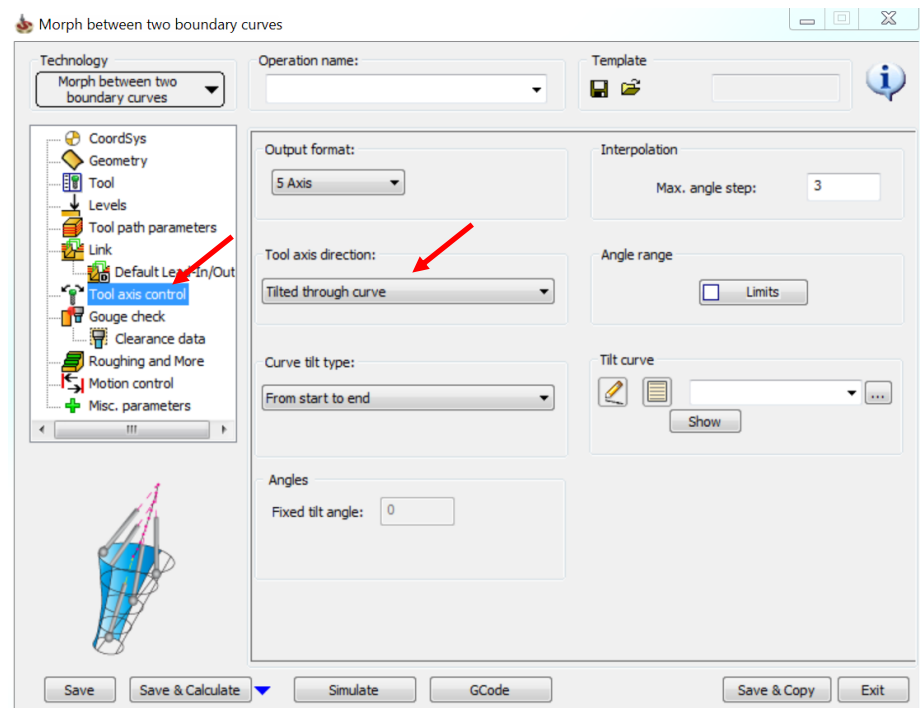 Morph between two boundary curves
Technology
Morph between two
boundary curves
Operation name:
Template
CoordSys
Geometry
Tool
Levels
Tool path parameters
Link
Default Lead-In/Out
Tool axis control
Gouge check
Clearance data
Roughing and More
Motion control
Misc. parameters
Output format:
5 Axis
Interpolation
Max. angle step:
3
Tool axis direction:
Tilted through curve
Angle range
Limits
Curve tilt type:
From start to end
Tilt curve
...
Show
Angles
Fixed tilt angle:
0
Save
Save & Calculate
Simulate
GCode
Save & Copy
Exit